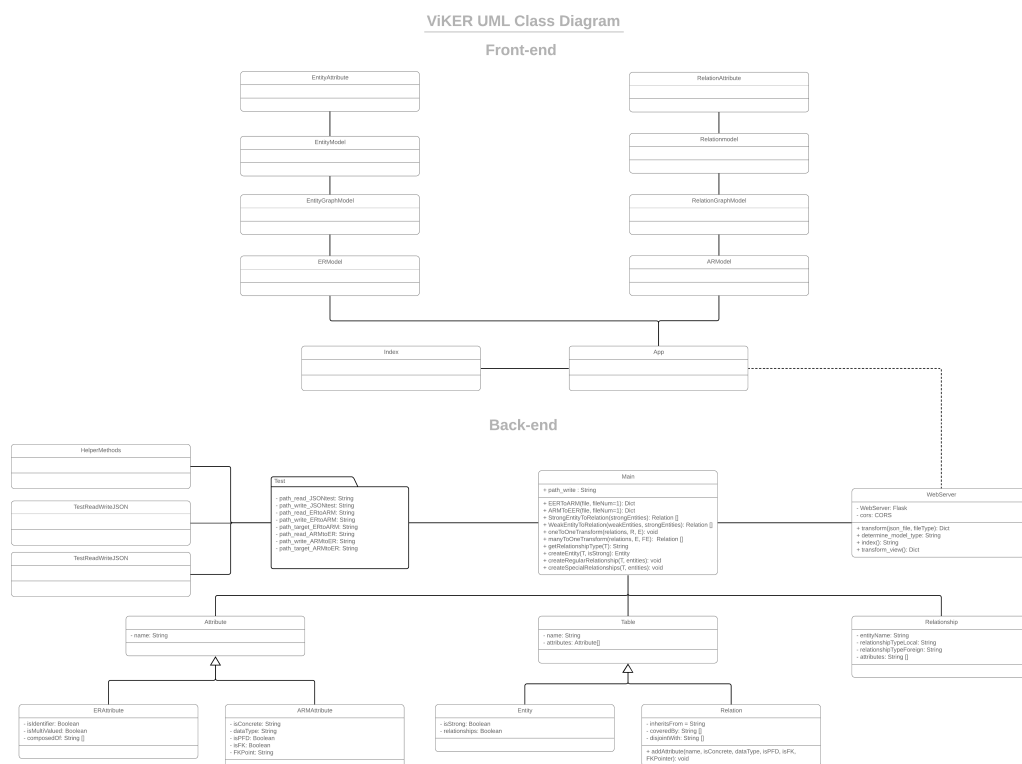 ViKER UML Class Diagram
Front-end
EntityAttribute
RelationAttribute
EntityModel
Relationmodel
EntityGraphModel
RelationGraphModel
ERModel
ARModel
Index
App
Back-end
HelperMethods
TestReadWriteJSON
TestReadWriteJSON
Test
- path_read_JSONtest: String
- path_write_JSONtest: String
- path_read_ERtoARM: String
- path_write_ERtoARM: String
- path_target_ERtoARM: String
- path_read_ARMtoER: String
- path_write_ARMtoER: String
- path_target_ARMtoER: String
Main
+ path_write : String
+ EERToARM(file, fileNum=1): Dict
+ ARMToEER(file, fileNum=1): Dict
+ StrongEntityToRelation(strongEntities): Relation []
+ WeakEntityToRelation(weakEntities, strongEntities): Relation []
+ oneToOneTransform(relations, R, E): void
+ manyToOneTransform(relations, E, FE): Relation []
+ getRelationshipType(T): String
+ createEntity(T, isStrong): Entity
+ createRegularRelationship(T, entities): void
+ createSpecialRelationships(T, entities): void
WebServer
- WebServer: Flask
- cors: CORS
+ transform(json_file, fileType): Dict
+ determine_model_type: String
+ index(): String
+ transform_view(): Dict
Attribute
- name: String
Table
- name: String
- attributes: Attribute[]
Relationship
- entityName: String
- relationshipTypeLocal: String
- relationshipTypeForeign: String
- attributes: String []
ERAttribute
- isIdentifier: Boolean
- isMultiValued: Boolean
- composedOf: String []
ARMAttribute
- isConcrete: String
- dataType: String
- isPFD: Boolean
- isFK: Boolean
- FKPoint: String
Entity
- isStrong: Boolean
- relationships: Boolean
Relation
- inheritsFrom = String
- coveredBy: String []
- disjointWith: String []
+ addAttribute(name, isConcrete, dataType, isPFD, isFK,
FKPointer): void